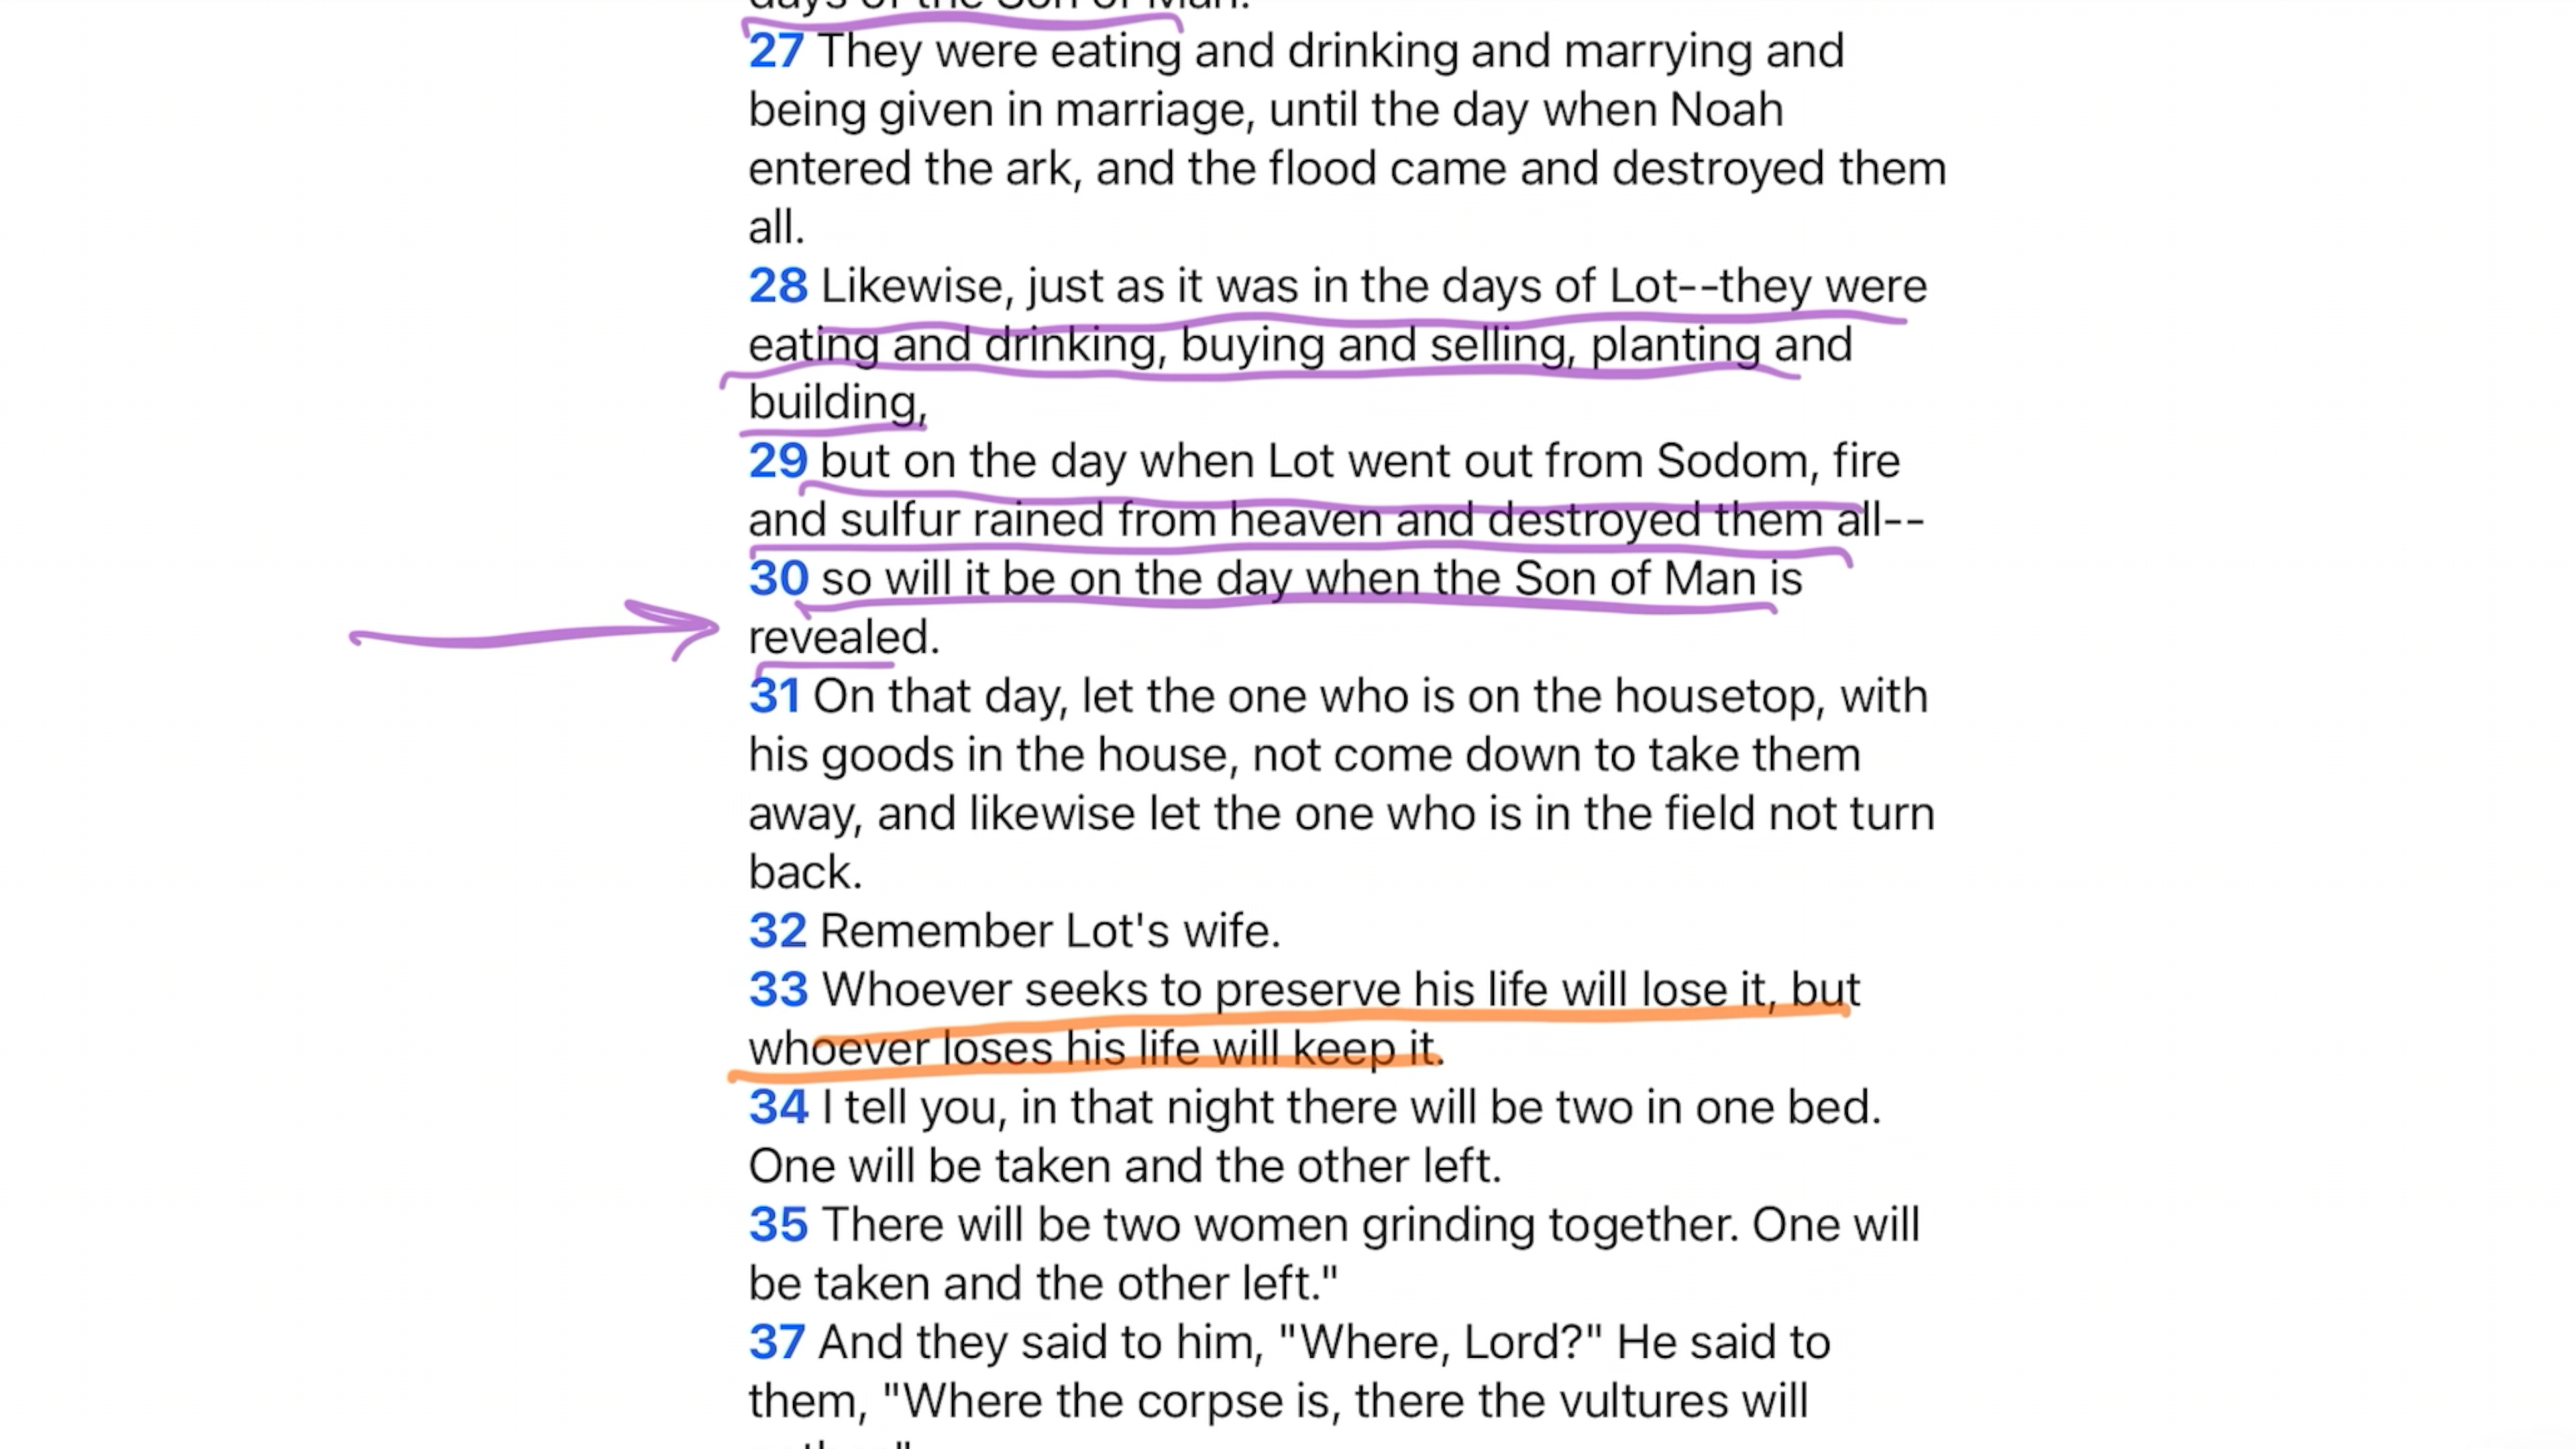 days of the Son of Man.
27 They were eating and drinking and marrying and
being given in marriage, until the day when Noah
entered the ark, and the flood came and destroyed them
all.
28 Likewise, just as it was in the days of Lot--they were
eating and drinking, buying and selling, planting and
building,
29 but on the day when Lot went out from Sodom, fire
and sulfur rained from heaven and destroyed them all--
30 so will it be on the day when the Son of Man is
revealed.
31 On that day, let the one who is on the housetop, with
his goods in the house, not come down to take them
away, and likewise let the one who is in the field not turn
back.
32 Remember Lot's wife.
33 Whoever seeks to preserve his life will lose it, but
whoever loses his life will keep it.
34 I tell you, in that night there will be two in one bed.
One will be taken and the other left.
35 There will be two women grinding together. One will
be taken and the other left."
37 And they said to him, "Where, Lord?" He said to
them, "Where the corpse is, there the vultures will